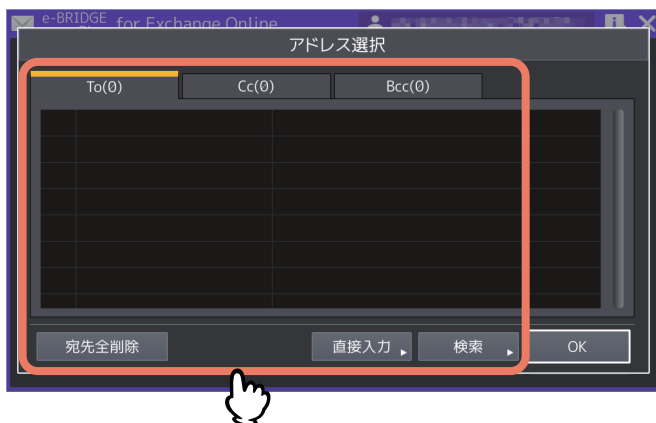 e-BRIDGE for Exchange Online
アドレス選択
To(0) Cc(0) Bcc(0)
宛先全削除 直接入力 検索 OK